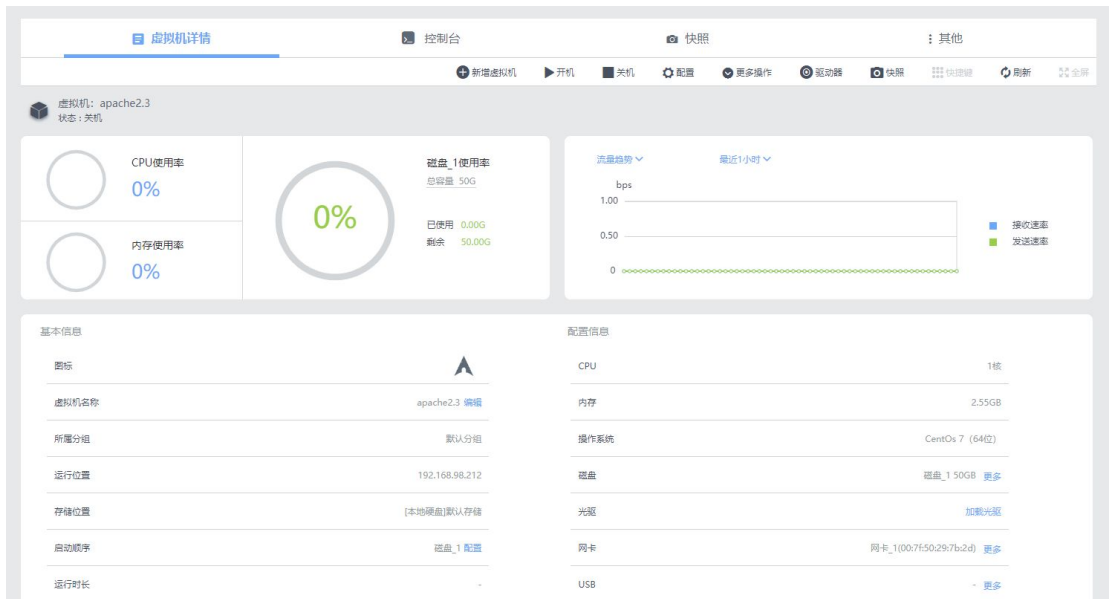 虚拟机详情 控制台 快照 其他
新增虚拟机 开机 关机 配置 更多操作 驱动器 快照 快捷键 刷新 全屏
虚拟机：apache2.3
状态：关机
CPU使用率
0%
内存使用率
0%
0%
磁盘_1使用率
总容量 50G
已使用 0.00G
剩余 50.00G
流量趋势 最近1小时
bps
1.00
0.50
0
接收速率
发送速率
基本信息
图标
虚拟机名称 apache2.3 编辑
所属分组 默认分组
运行位置 192.168.98.212
存储位置 [本地硬盘]默认存储
启动顺序 磁盘_1 配置
运行时长 -
配置信息
CPU 1核
内存 2.55GB
操作系统 CentOs 7（64位）
磁盘 磁盘_1 50GB 更多
光驱 加载光驱
网卡 网卡_1(00:7f:50:29:7b:2d) 更多
USB - 更多